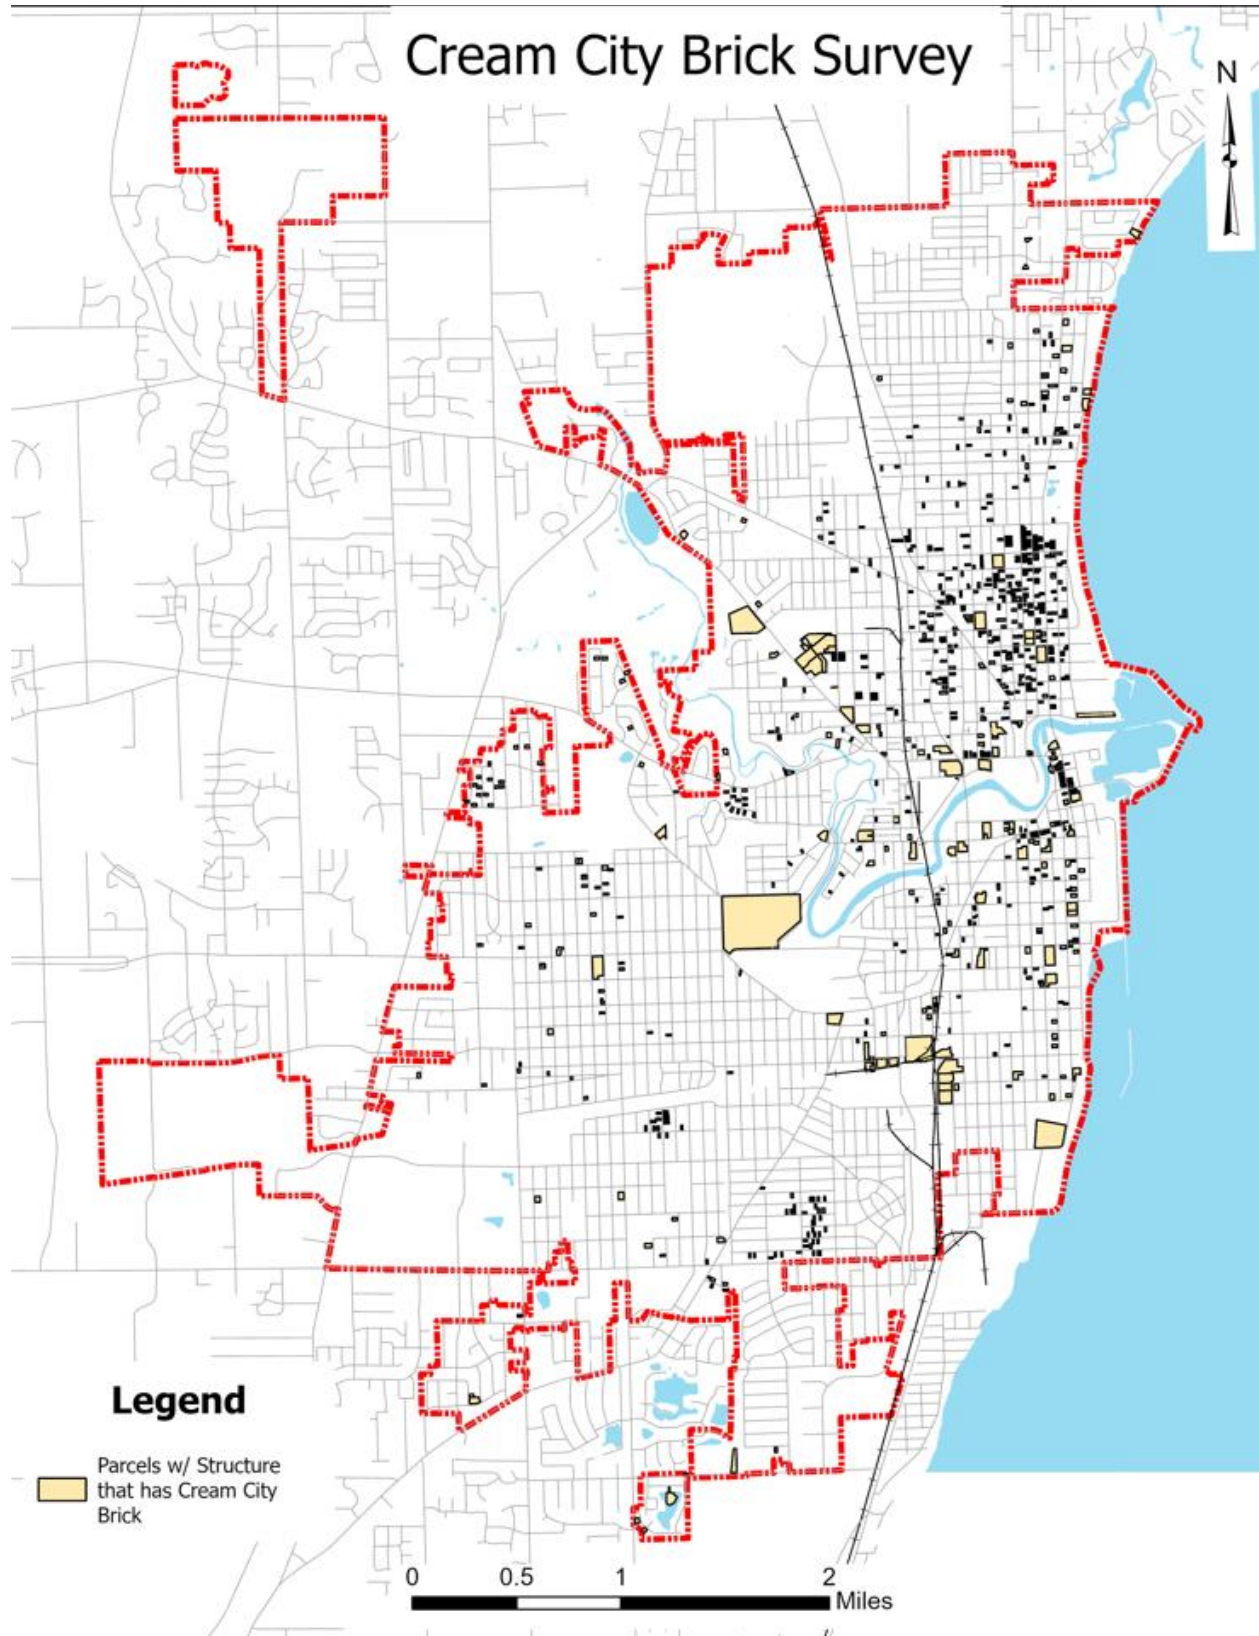 Cream City Brick Survey
N
Legend
Parcels w/ Structure
that has Cream City
Brick
0 0.5 1 2
Miles